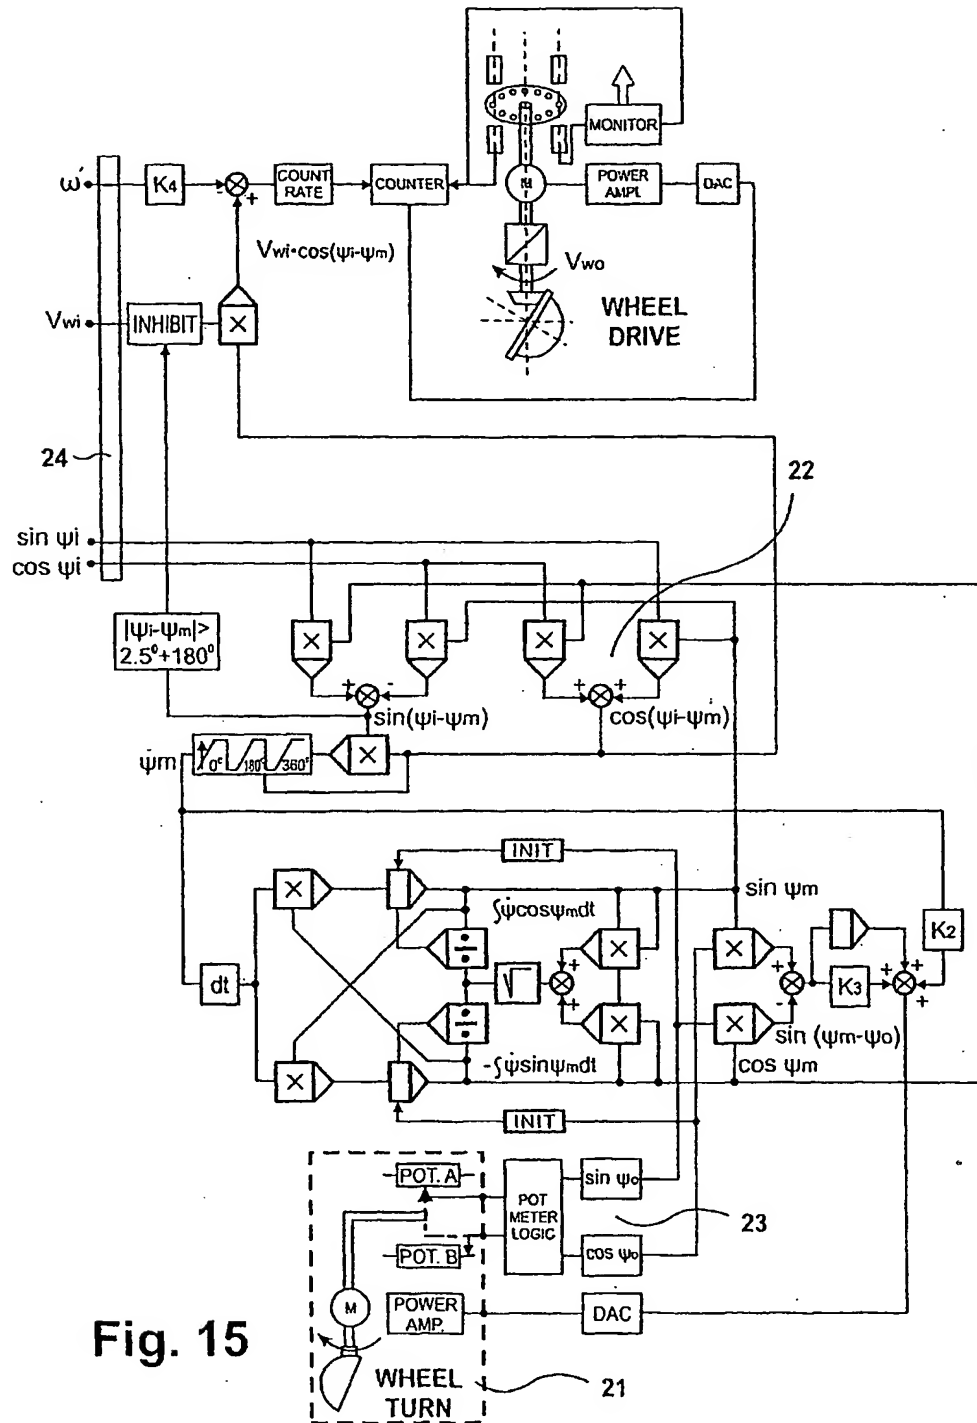 MONITOR
ω'
K4
-
+
COUNT
RATE
COUNTER
M
POWER
AMPL.
DAC
Vwi•cos(ψi-ψm)
Vwo
Vwi
INHIBIT
×
WHEEL
DRIVE
24
22
sin ψi
cos ψi
|ψi-ψm|>
2.5°+180°
× × × ×
+ - + +
sin(ψi-ψm)
cos(ψi-ψm)
ψ̇m
0° 180° 360°
×
INIT
×
sin ψm
∫ψ̇cosψmdt
K2
÷
×
×
+
+
+
+
dt
√
K3
+
÷
×
×
+
-
sin (ψm-ψo)
×
-∫ψ̇sinψmdt
cos ψm
INIT
POT. A
POT
METER
LOGIC
sin ψo
23
POT. B
cos ψo
M
POWER
AMP.
DAC
Fig. 15
WHEEL
TURN
21